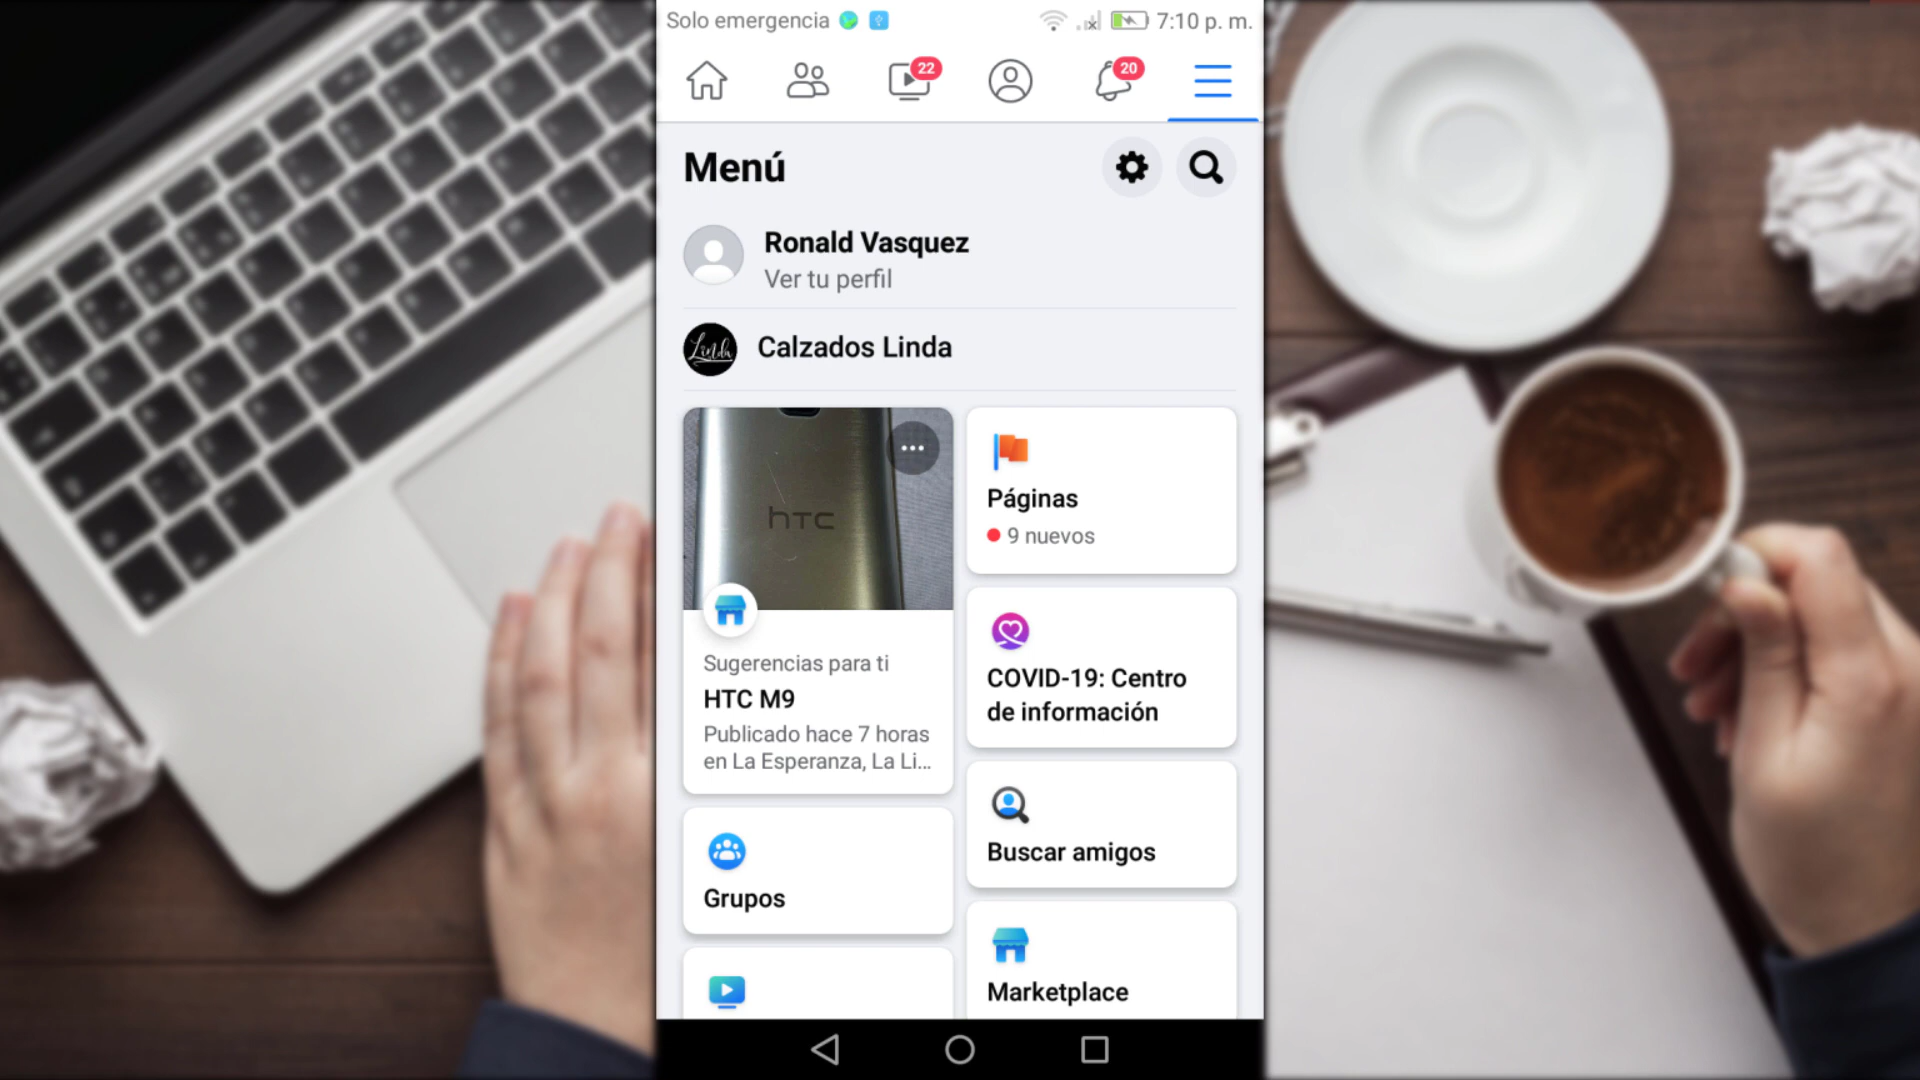 Solo emergencia 7:10 p. m.
22
20
Menú
Ronald Vasquez
Ver tu perfil
Linda
Calzados Linda
hTC
Páginas
9 nuevos
Sugerencias para ti
HTC M9
Publicado hace 7 horas
en La Esperanza, La Li...
COVID-19: Centro
de información
Buscar amigos
Grupos
Marketplace